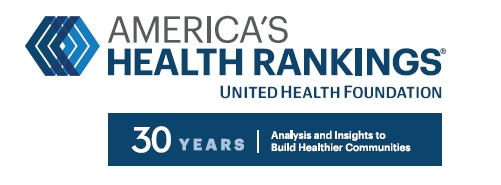 AMERICA'S
HEALTH RANKINGS®
UNITED HEALTH FOUNDATION
30 YEARS
Analysis and Insights to
Build Healthier Communities